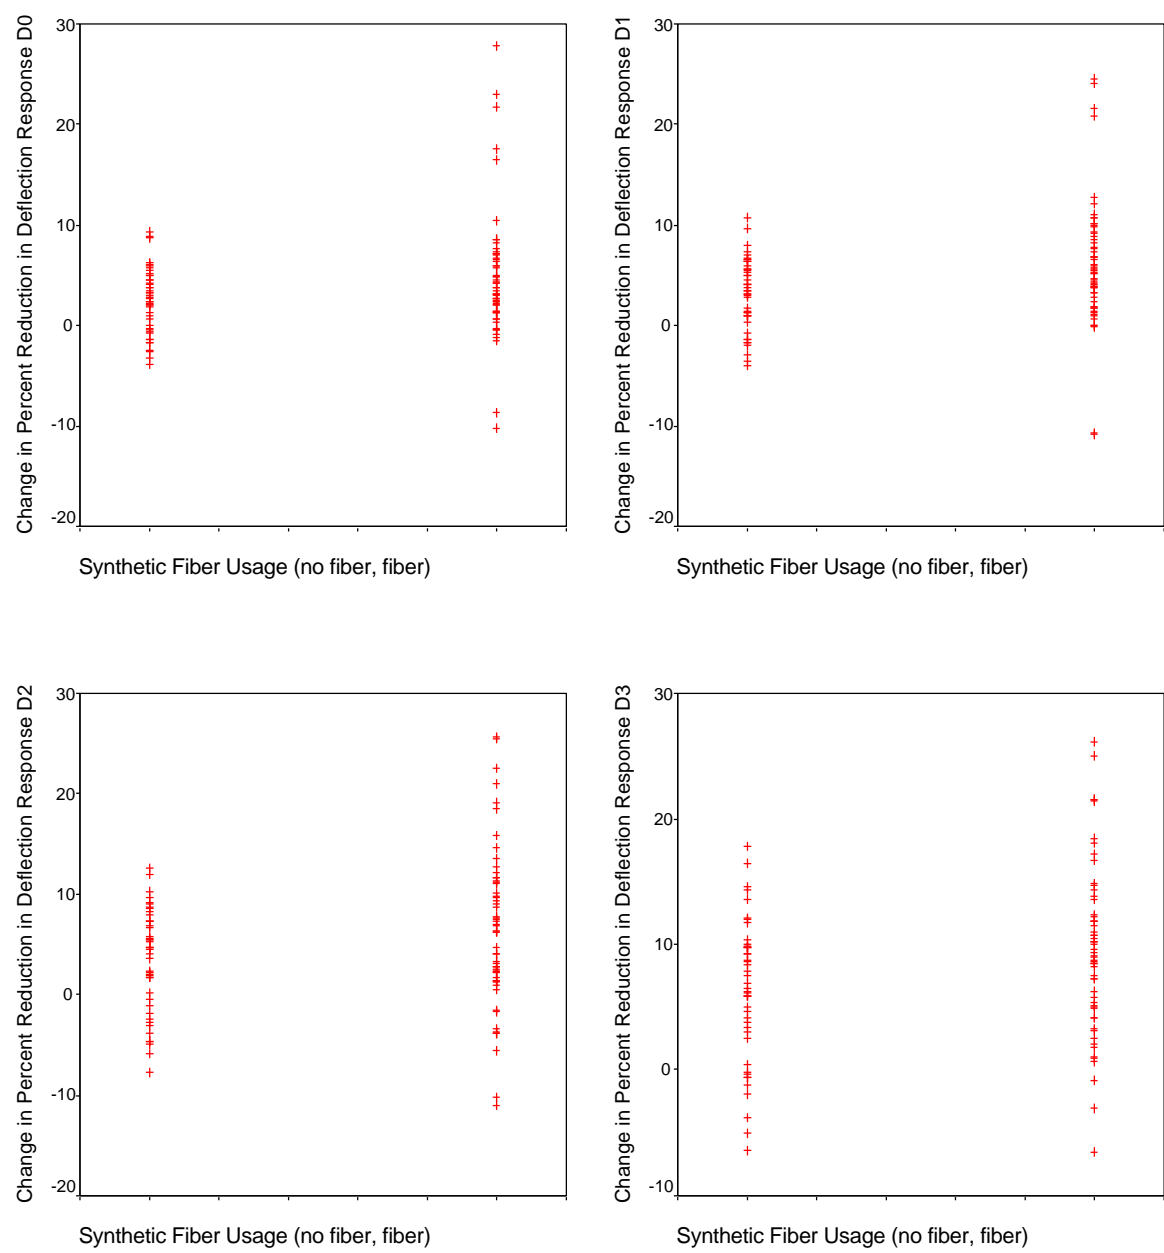 Change in Percent Reduction in Deflection Response D0
30
20
10
0
-10
-20
Synthetic Fiber Usage (no fiber, fiber)
Change in Percent Reduction in Deflection Response D1
30
20
10
0
-10
-20
Synthetic Fiber Usage (no fiber, fiber)
Change in Percent Reduction in Deflection Response D2
30
20
10
0
-10
-20
Synthetic Fiber Usage (no fiber, fiber)
Change in Percent Reduction in Deflection Response D3
30
20
10
0
-10
Synthetic Fiber Usage (no fiber, fiber)